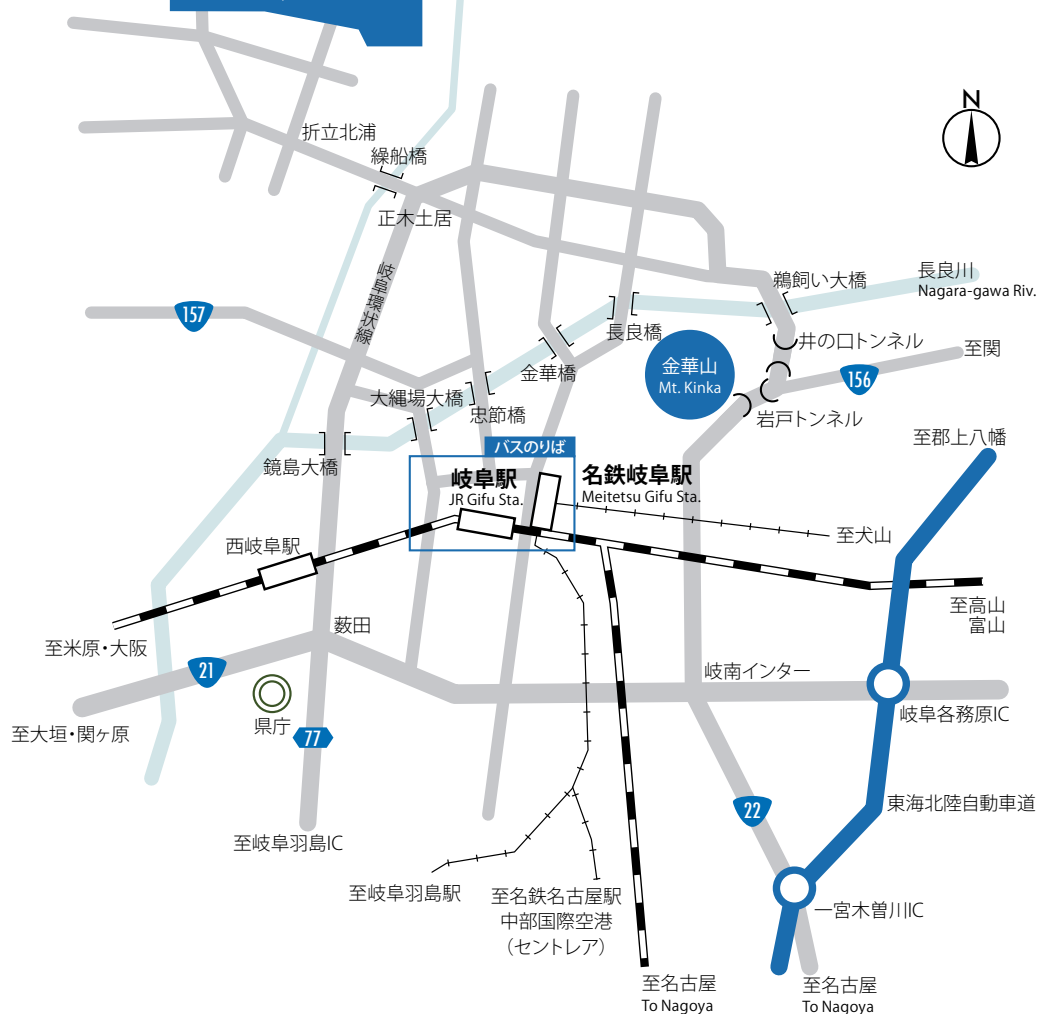 N
折立北浦
繰船橋
正木土居
岐阜環状線
鵜飼い大橋
長良川
Nagara-gawa Riv.
157
長良橋
井の口トンネル
至関
金華山
Mt. Kinka
156
金華橋
大縄場大橋
忠節橋
岩戸トンネル
至郡上八幡
バスのりば
鏡島大橋
岐阜駅
JR Gifu Sta.
名鉄岐阜駅
Meitetsu Gifu Sta.
至犬山
西岐阜駅
至高山
富山
薮田
至米原・大阪
21
岐南インター
岐阜各務原IC
県庁
至大垣・関ヶ原
77
22
東海北陸自動車道
至岐阜羽島IC
至岐阜羽島駅
至名鉄名古屋駅
中部国際空港
（セントレア）
一宮木曽川IC
至名古屋
To Nagoya
至名古屋
To Nagoya